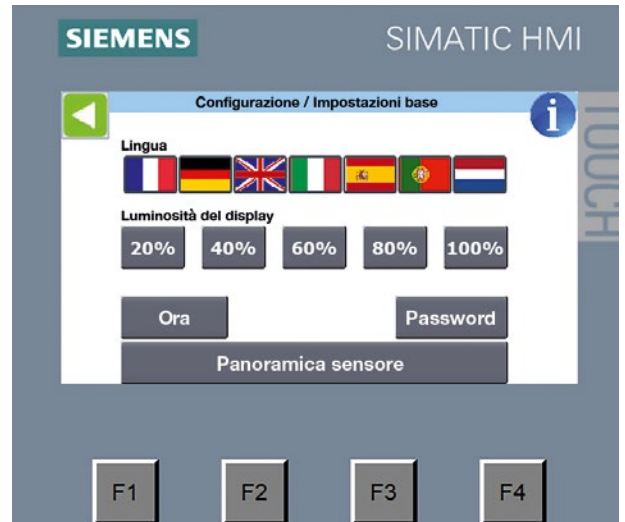 SIEMENS
SIMATIC HMI
Configurazione / Impostazioni base
i
TOUCH
Lingua
Luminosità del display
20% 40% 60% 80% 100%
Ora Password
Panoramica sensore
F1 F2 F3 F4